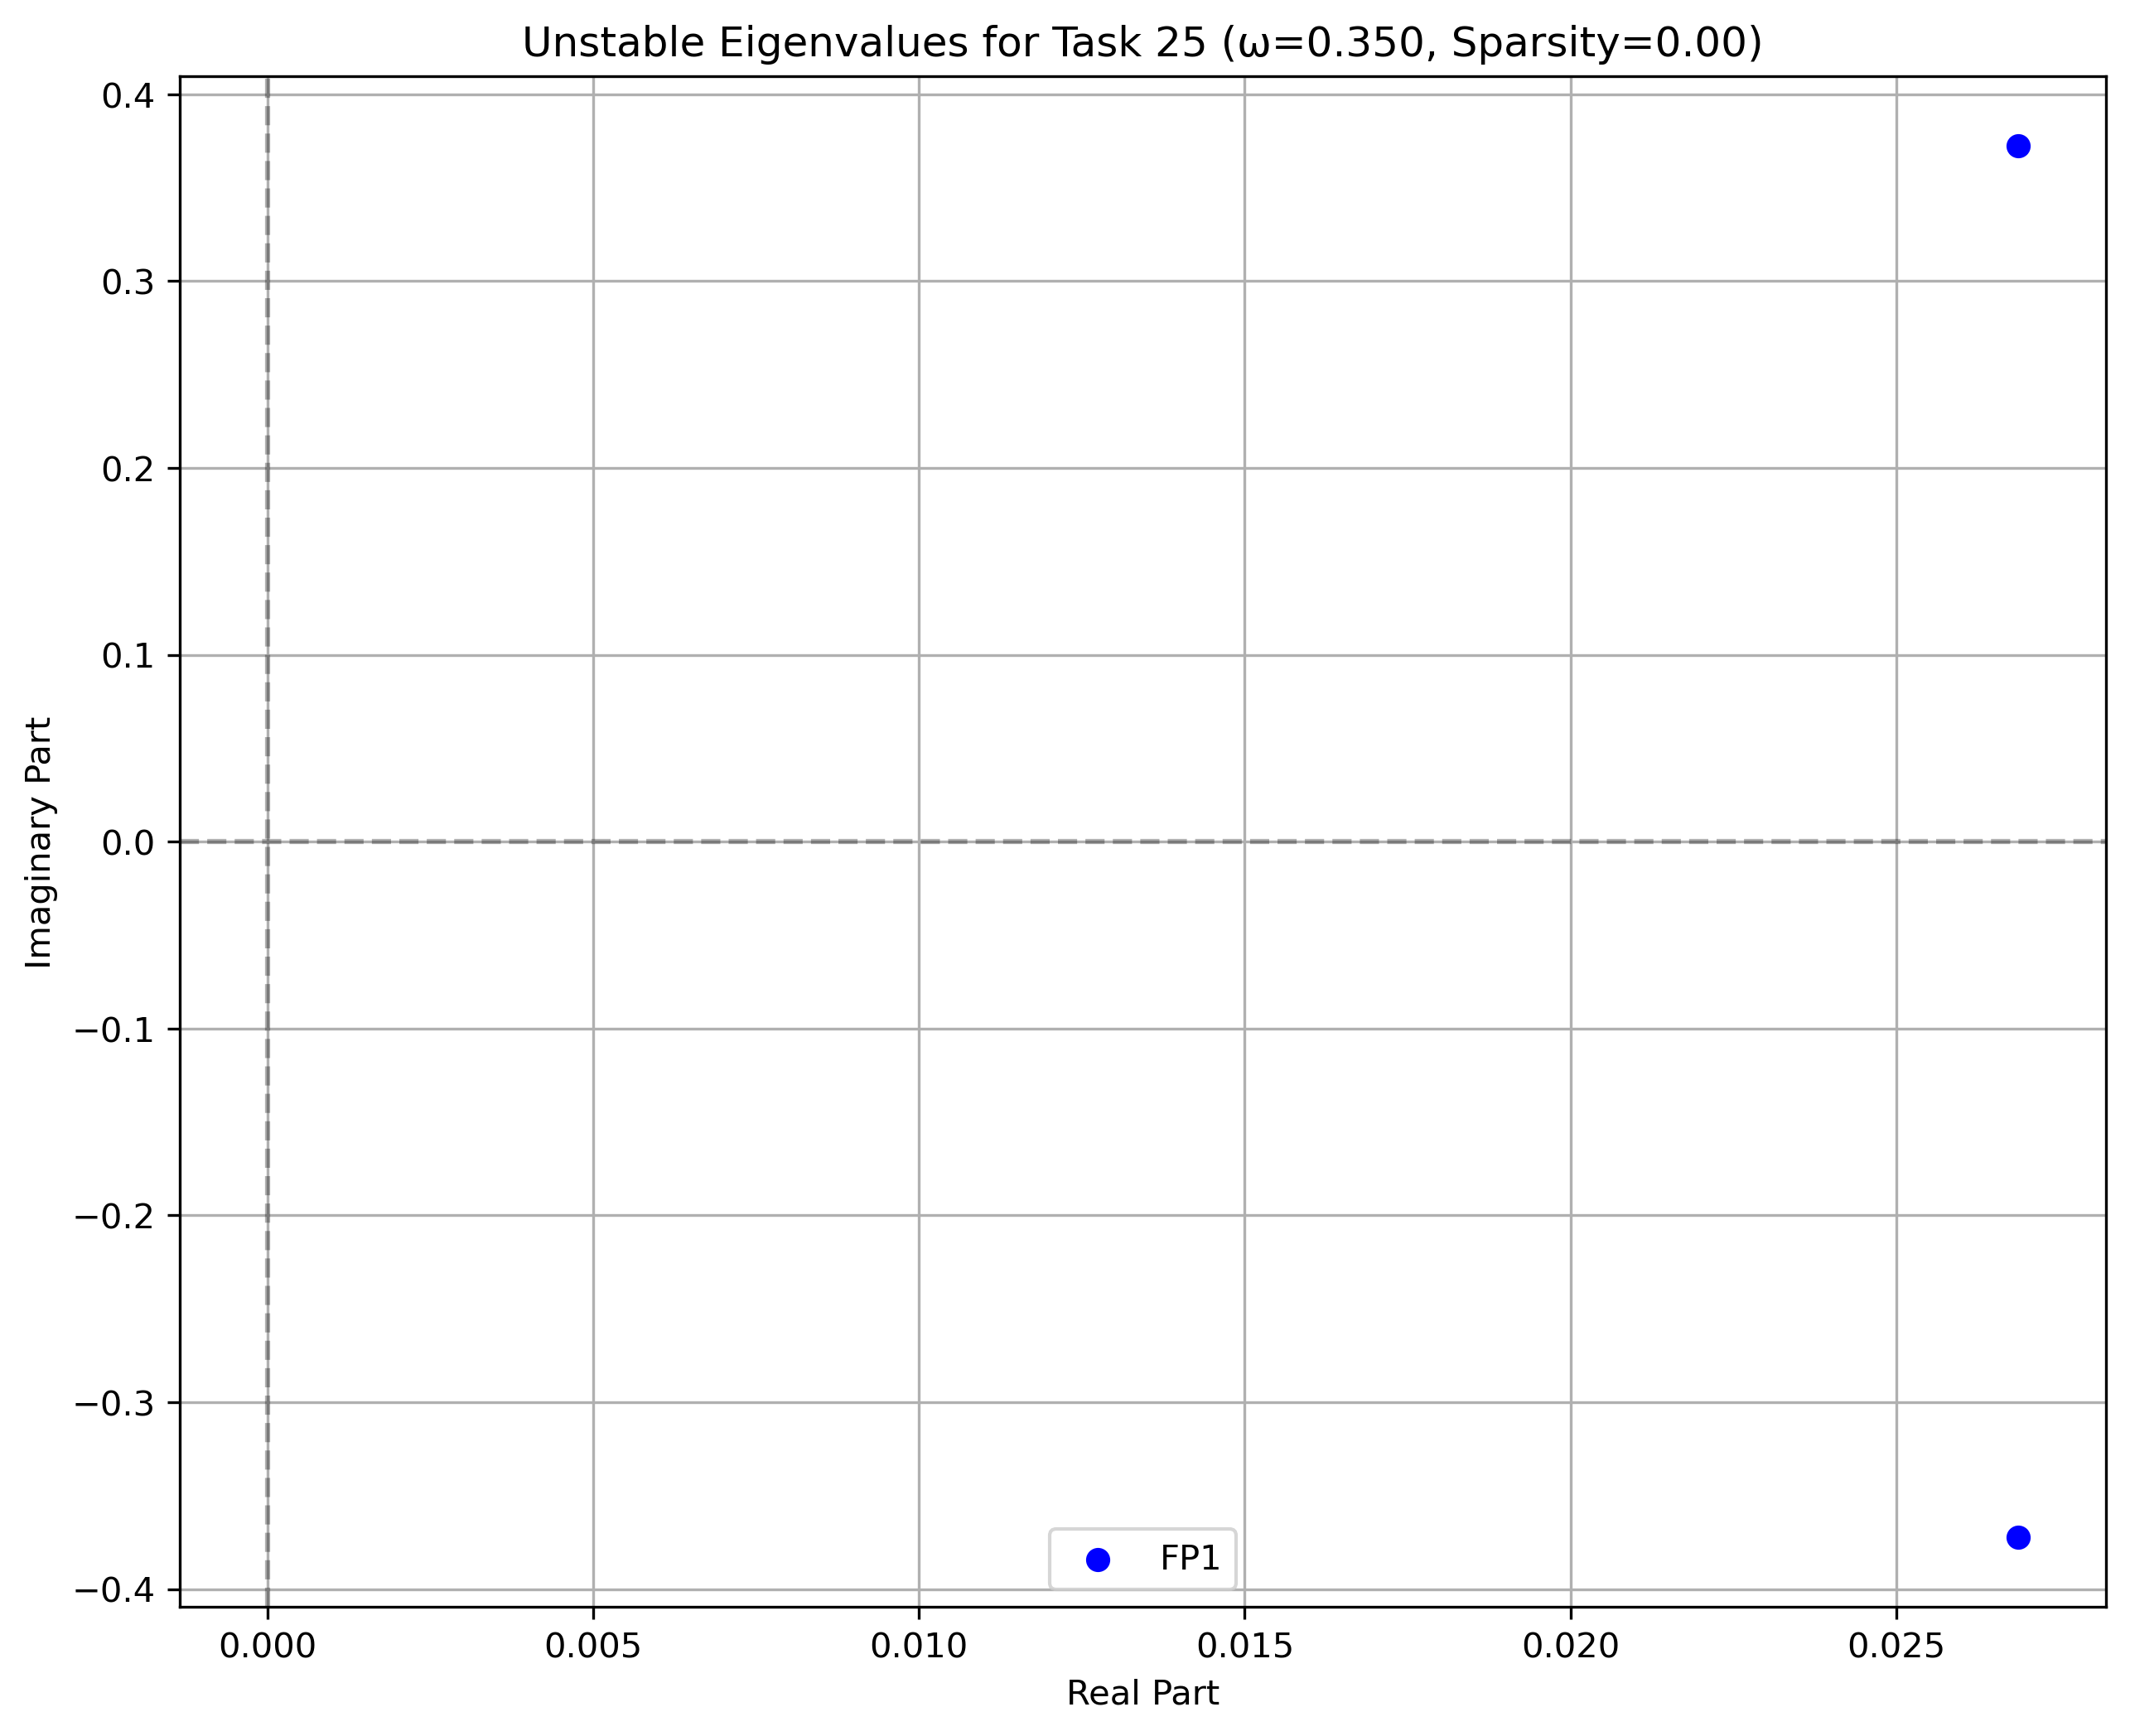 Unstable Eigenvalues for Task 25 (ω=0.350, Sparsity=0.00)
0.4
0.3
0.2
0.1
0.0
−0.1
−0.2
−0.3
−0.4
Imaginary Part
FP1
0.000 0.005 0.010 0.015 0.020 0.025
Real Part